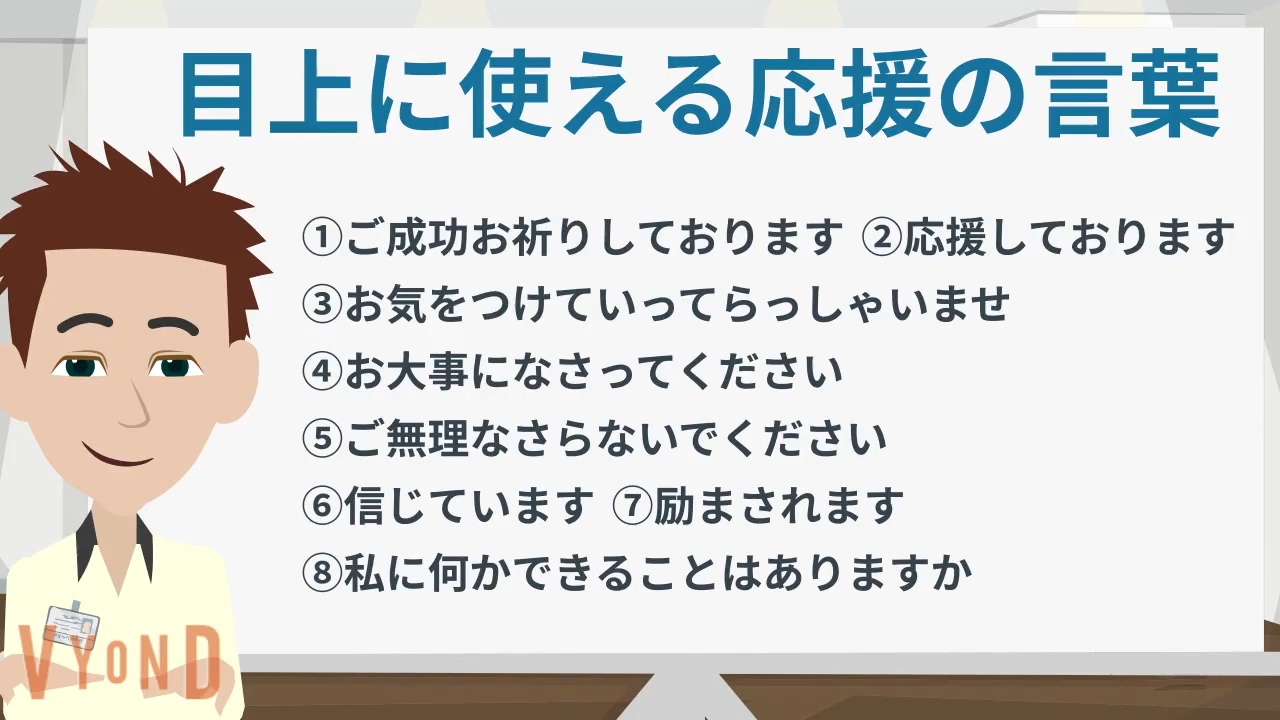 目上に使える応援の言葉
①ご成功お祈りしております ②応援しております
③お気をつけていってらっしゃいませ
④お大事になさってください
⑤ご無理なさらないでください
⑥信じています ⑦励まされます
⑧私に何かできることはありますか
VYOND